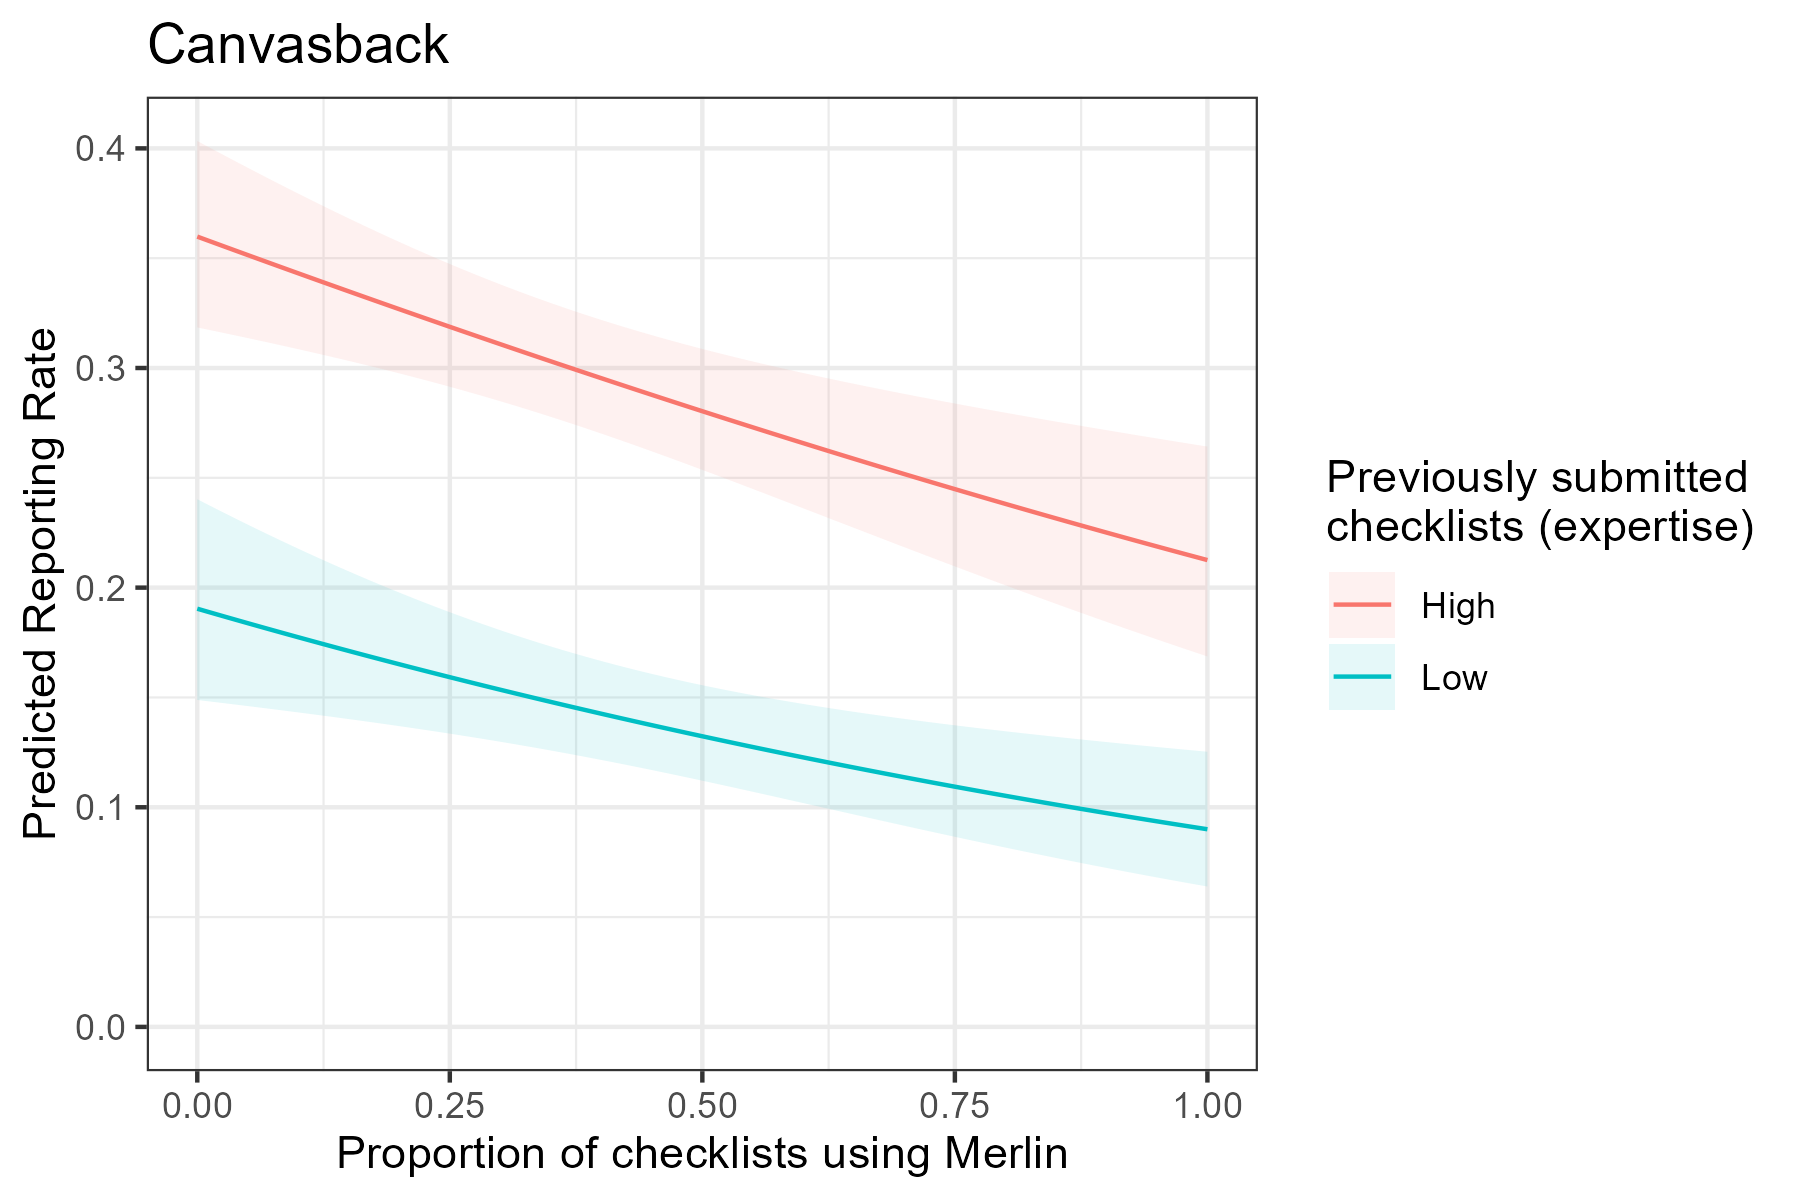 Canvasback
Predicted Reporting Rate
0.4
0.3
0.2
0.1
0.0
0.00 0.25 0.50 0.75 1.00
Proportion of checklists using Merlin
Previously submitted
checklists (expertise)
High
Low